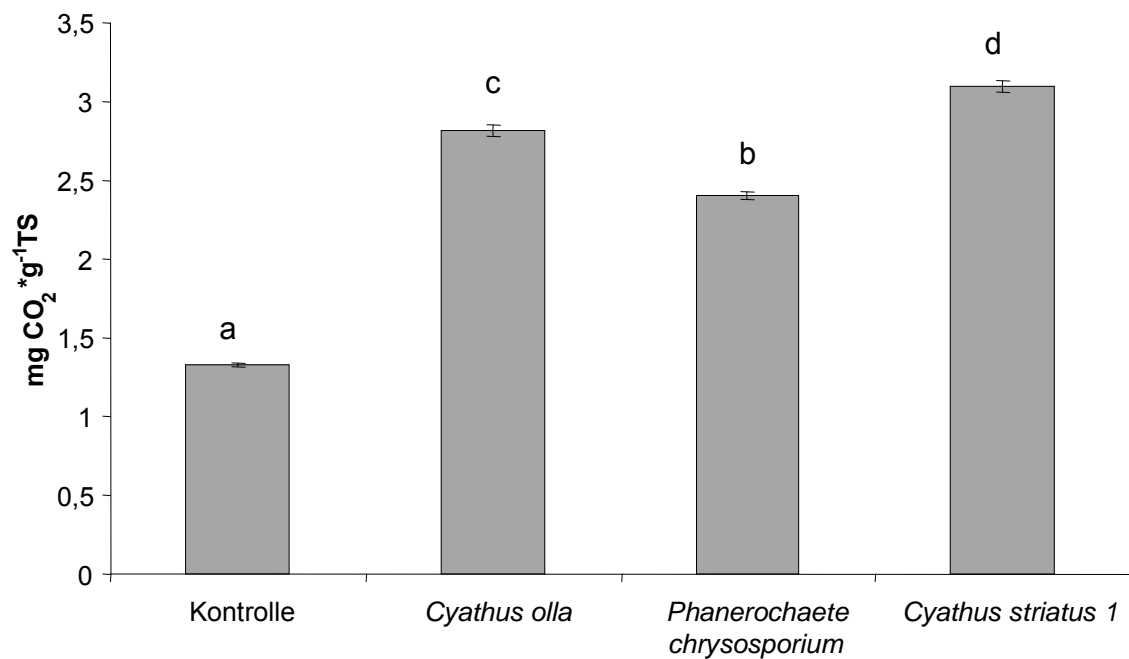 3,5
3
2,5
2
1,5
1
0,5
0
mg CO₂*g⁻¹TS
a
c
b
d
Kontrolle
Cyathus olla
Phanerochaete
chrysosporium
Cyathus striatus 1